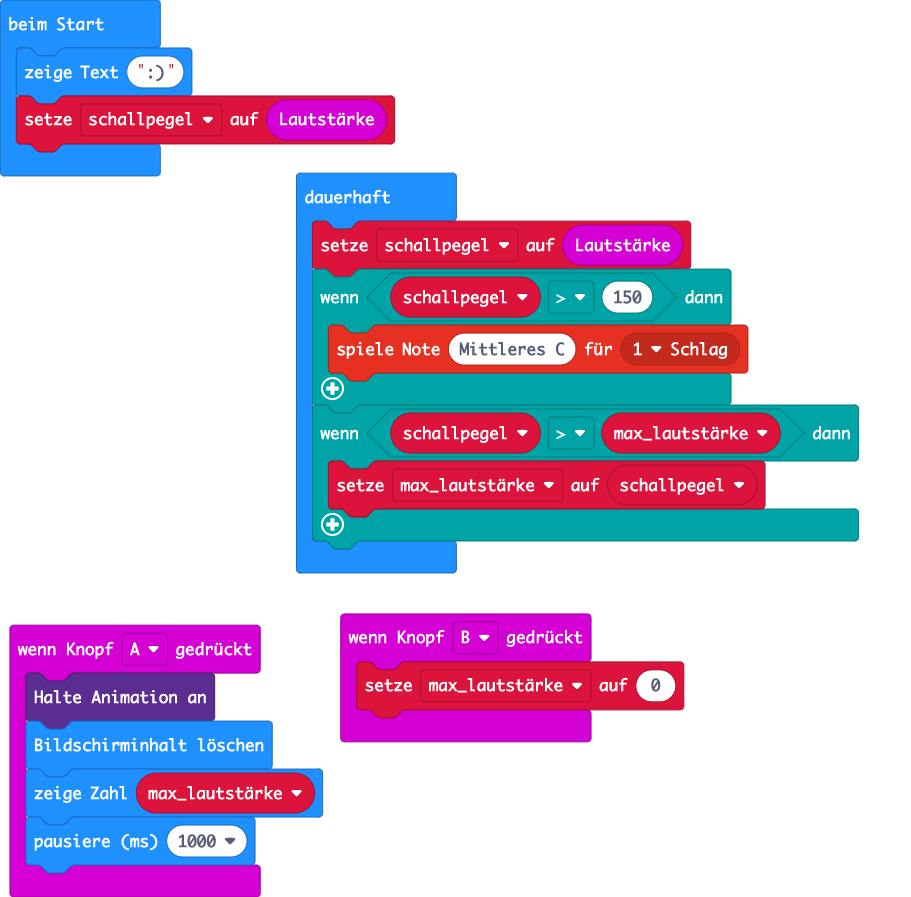 beim Start
zeige Text ":)"
setze schallpegel auf Lautstärke
dauerhaft
setze schallpegel auf Lautstärke
wenn schallpegel > 150 dann
spiele Note Mittleres C für 1 Schlag
wenn schallpegel > max_lautstärke dann
setze max_lautstärke auf schallpegel
wenn Knopf A gedrückt
Halte Animation an
Bildschirminhalt löschen
zeige Zahl max_lautstärke
pausiere (ms) 1000
wenn Knopf B gedrückt
setze max_lautstärke auf 0